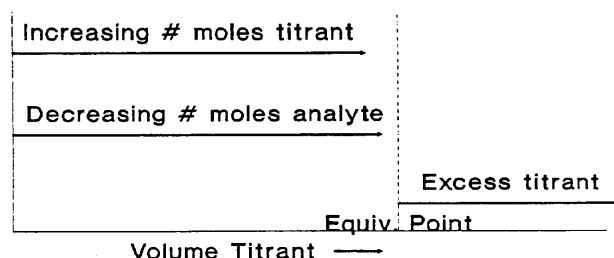 Increasing # moles titrant
Decreasing # moles analyte
Excess titrant
Equiv. Point
Volume Titrant